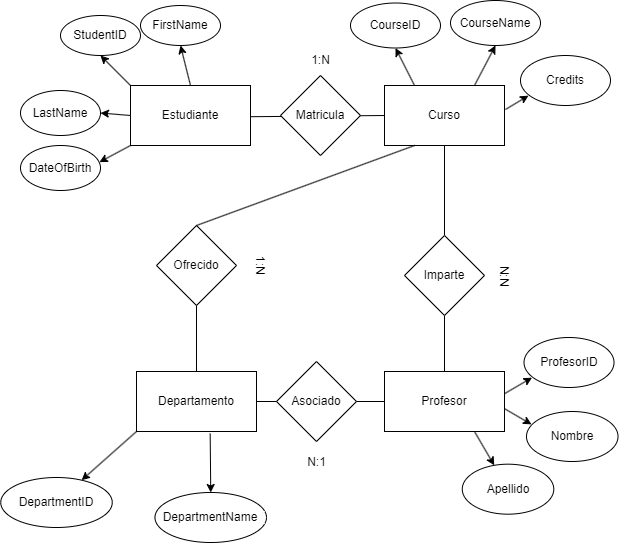 FirstName
CourseID
CourseName
StudentID
1:N
Credits
LastName
Estudiante
Matricula
Curso
DateOfBirth
Ofrecido
1:N
Imparte
N:N
ProfesorID
Departamento
Asociado
Profesor
Nombre
N:1
Apellido
DepartmentID
DepartmentName